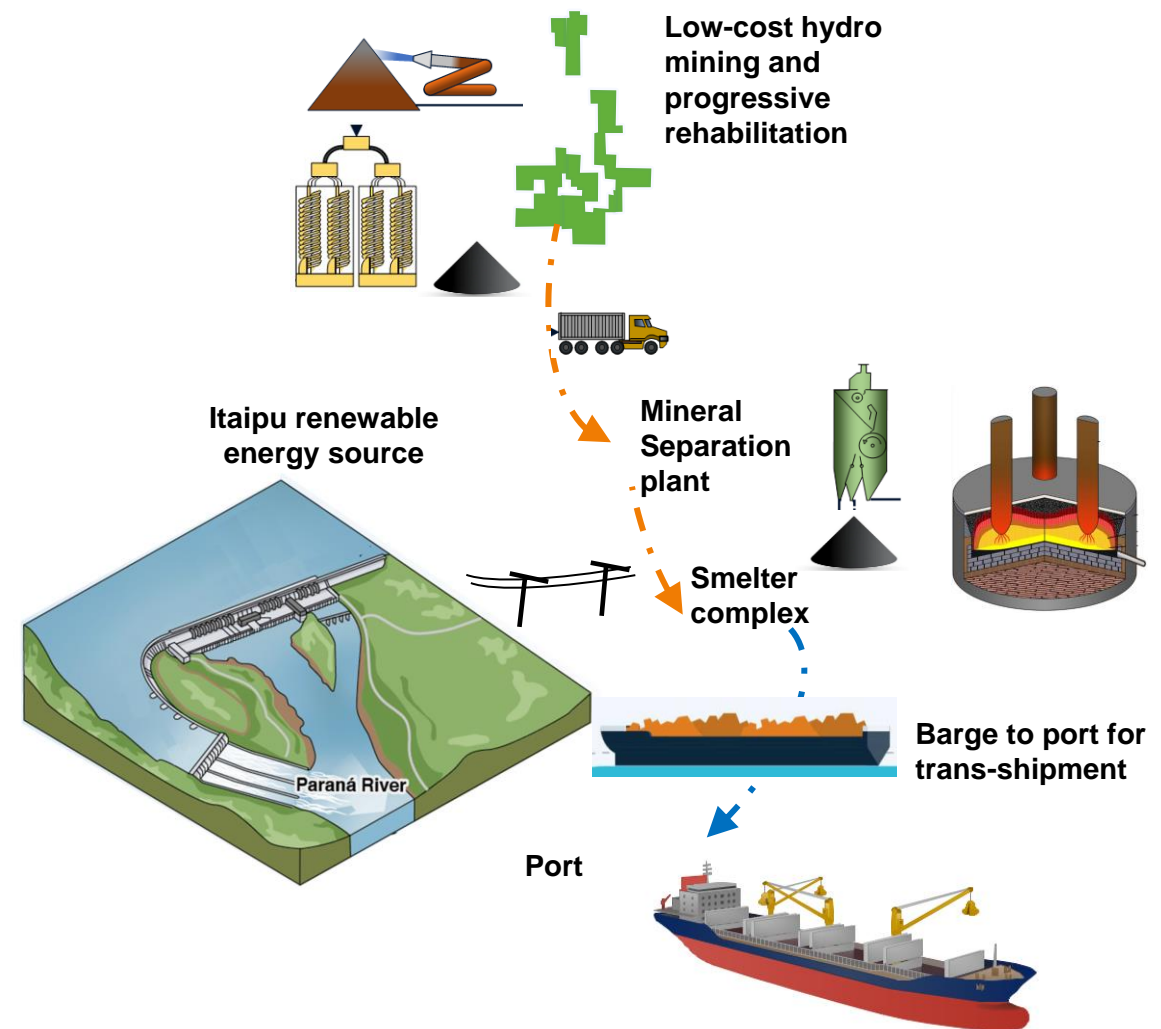 Low-cost hydro
mining and
progressive
rehabilitation
Itaipu renewable
energy source
Mineral
Separation
plant
Smelter
complex
Paraná River
Barge to port for
trans-shipment
Port